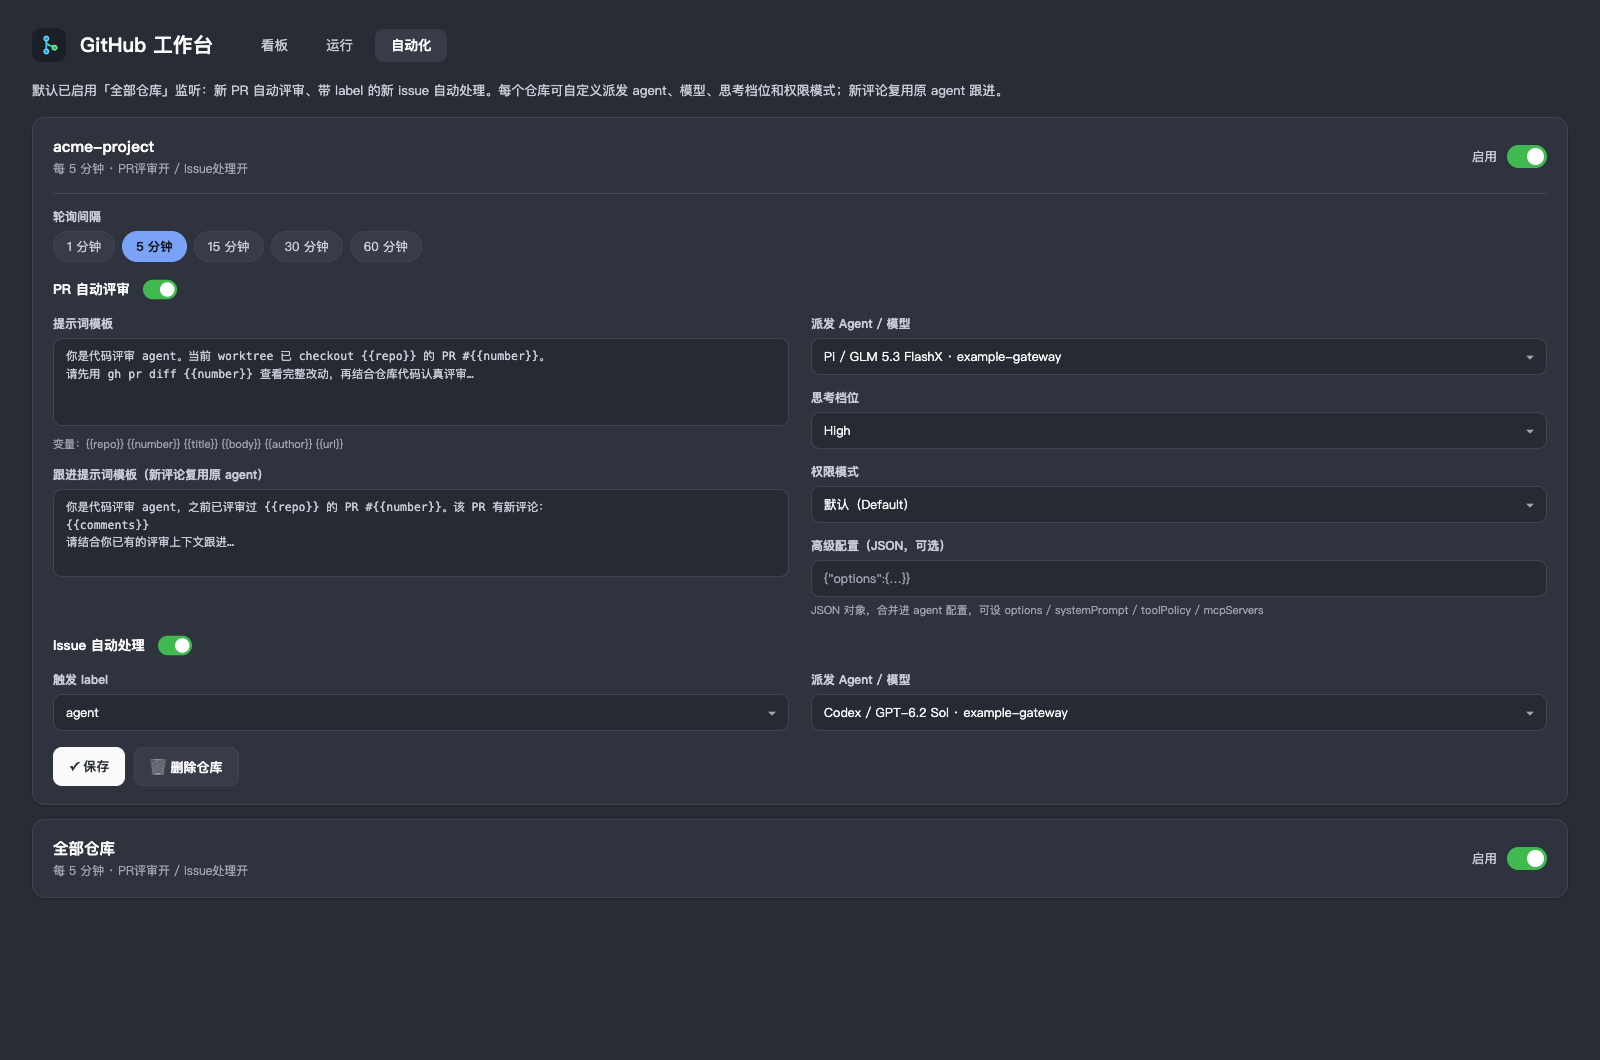 GitHub 工作台
看板
运行
自动化
默认已启用「全部仓库」监听：新 PR 自动评审、带 label 的新 issue 自动处理。每个仓库可自定义派发 agent、模型、思考档位和权限模式；新评论复用原 agent 跟进。
acme-project
每 5 分钟 · PR评审开 / Issue处理开
启用
轮询间隔
1 分钟
5 分钟
15 分钟
30 分钟
60 分钟
PR 自动评审
提示词模板
你是代码评审 agent。当前 worktree 已 checkout {{repo}} 的 PR #{{number}}。
请先用 gh pr diff {{number}} 查看完整改动，再结合仓库代码认真评审…
变量：{{repo}} {{number}} {{title}} {{body}} {{author}} {{url}}
跟进提示词模板（新评论复用原 agent）
你是代码评审 agent，之前已评审过 {{repo}} 的 PR #{{number}}。该 PR 有新评论：
{{comments}}
请结合你已有的评审上下文跟进…
派发 Agent / 模型
Pi / GLM 5.3 FlashX · example-gateway
思考档位
High
权限模式
默认（Default）
高级配置（JSON，可选）
{"options":{...}}
JSON 对象，合并进 agent 配置，可设 options / systemPrompt / toolPolicy / mcpServers
Issue 自动处理
触发 label
agent
派发 Agent / 模型
Codex / GPT-6.2 Sol · example-gateway
✓ 保存
删除仓库
全部仓库
每 5 分钟 · PR评审开 / Issue处理开
启用